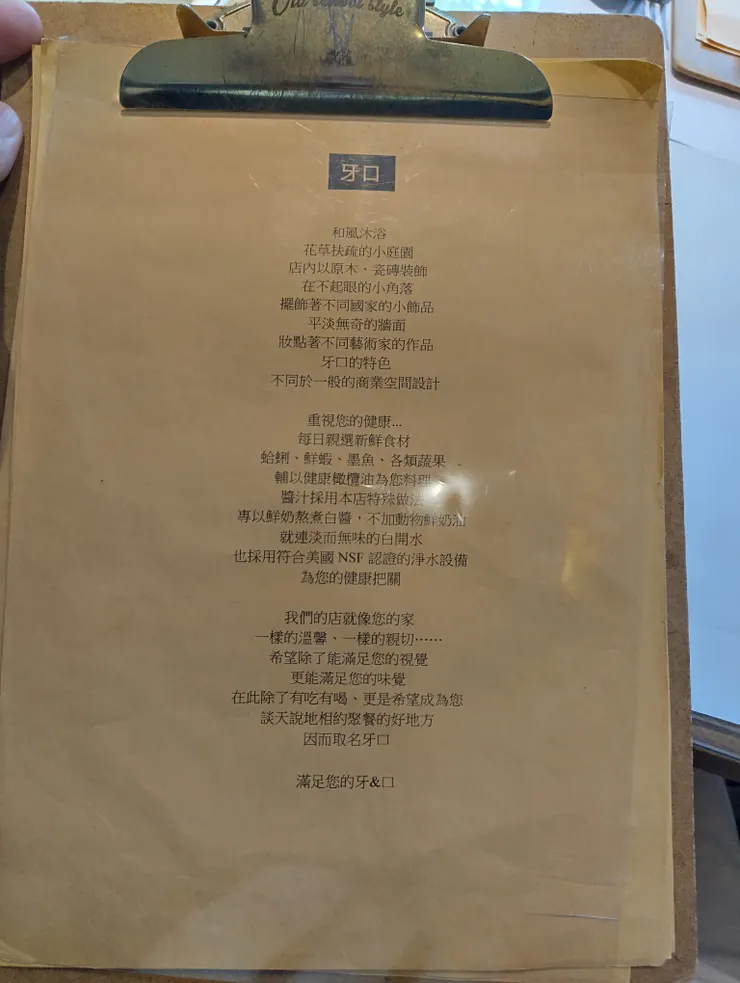 Old school style
牙口
和風沐浴
花草扶疏的小庭園
店內以原木、瓷磚裝飾
在不起眼的小角落
擺飾著不同國家的小飾品
平淡無奇的牆面
妝點著不同藝術家的作品
牙口的特色
不同於一般的商業空間設計
重視您的健康...
每日親選新鮮食材
蛤蜊、鮮蝦、墨魚、各類蔬果
輔以健康橄欖油為您料理
醬汁採用本店特殊做法
專以鮮奶熬煮白醬，不加動物鮮奶油
就連淡而無味的白開水
也採用符合美國 NSF 認證的淨水設備
為您的健康把關
我們的店就像您的家
一樣的溫馨、一樣的親切……
希望除了能滿足您的視覺
更能滿足您的味覺
在此除了有吃有喝、更是希望成為您
談天說地相約聚餐的好地方
因而取名牙口
滿足您的牙&口